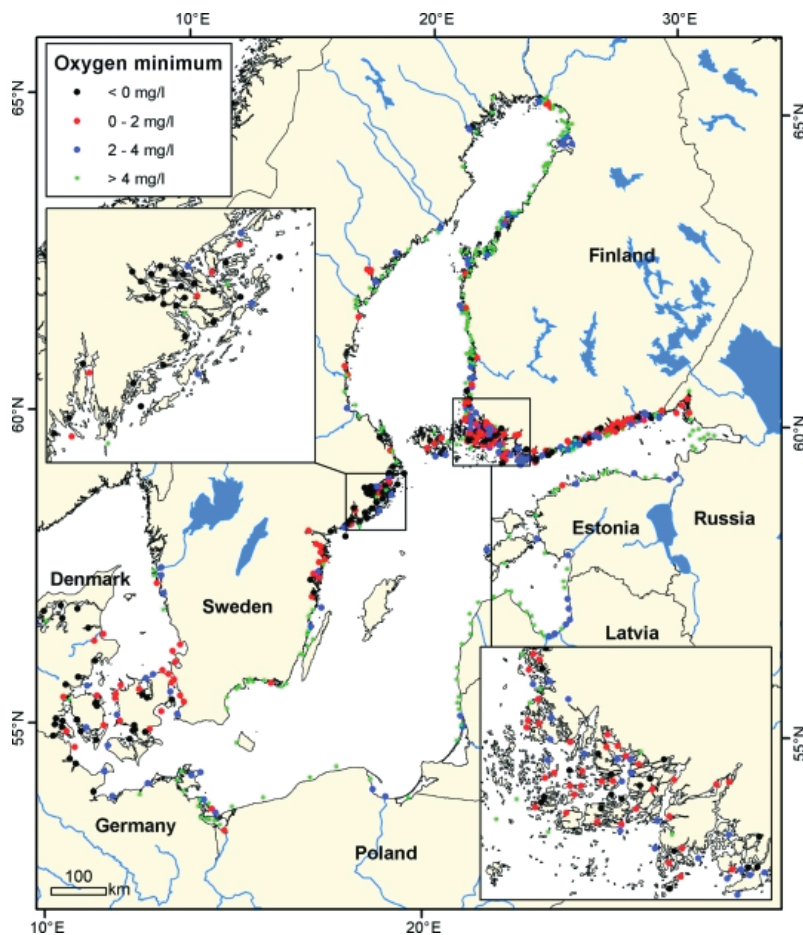 10°E
20°E
30°E
65°N
65°N
Oxygen minimum
< 0 mg/l
0 - 2 mg/l
2 - 4 mg/l
> 4 mg/l
Finland
60°N
60°N
Estonia
Russia
Denmark
Sweden
Latvia
55°N
55°N
Germany
Poland
100
km
10°E
20°E